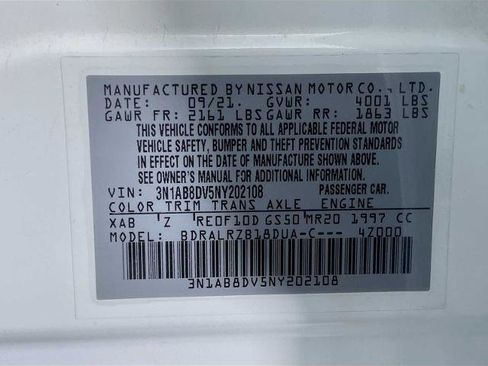 MANUFACTURED BY NISSAN MOTOR CO., LTD.
DATE: 09/21. GVWR: 4001 LBS
GAWR FR: 2161 LBS GAWR RR: 1863 LBS
THIS VEHICLE CONFORMS TO ALL APPLICABLE FEDERAL MOTOR
VEHICLE SAFETY, BUMPER AND THEFT PREVENTION STANDARDS
IN EFFECT ON THE DATE OF MANUFACTURE SHOWN ABOVE.
SEE OWNER'S MANUAL FOR ADDITIONAL INFORMATION.
VIN: 3N1AB8DV5NY202108 PASSENGER CAR.
COLOR TRIM TRANS AXLE ENGINE
XAB Z RE0F10D GS50 MR20 1997 CC
MODEL: BDRALRZB18DUA-C--- 4Z000
3N1AB8DV5NY202108